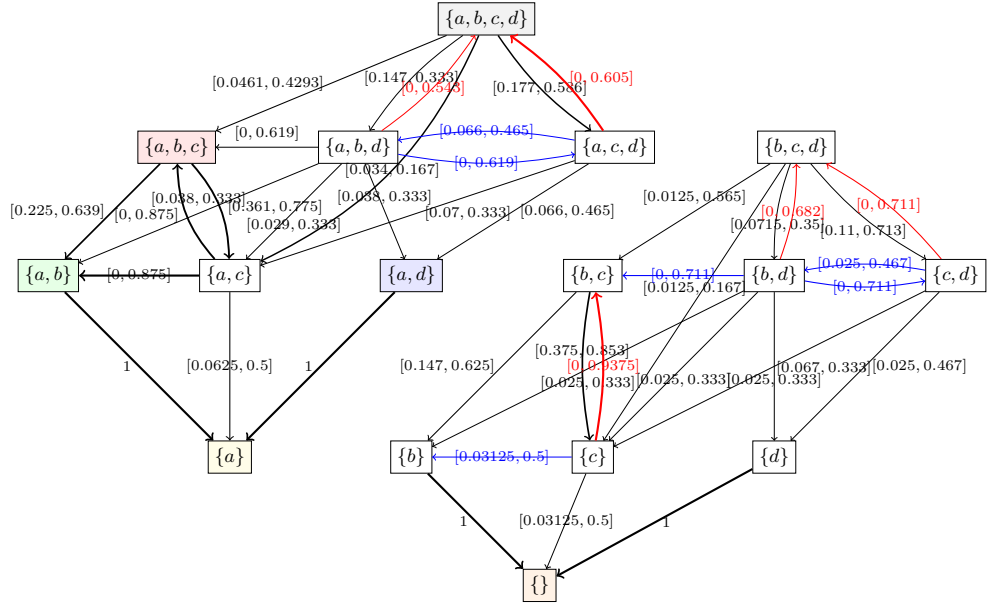 {a, b, c, d}
[0.0461, 0.4293]
[0.147, 0.333]
[0, 0.543]
[0.177, 0.586]
[0, 0.605]
{a, b, c}
[0, 0.619]
{a, b, d}
[0.066, 0.465]
[0, 0.619]
{a, c, d}
{b, c, d}
[0.034, 0.167]
[0.225, 0.639]
[0, 0.875]
[0.038, 0.333]
[0.361, 0.775]
[0.029, 0.333]
[0.038, 0.333]
[0.07, 0.333]
[0.066, 0.465]
[0.0125, 0.565]
[0.0715, 0.35]
[0, 0.682]
[0.11, 0.713]
[0, 0.711]
{a, b}
[0, 0.875]
{a, c}
{a, d}
{b, c}
[0, 0.711]
[0.0125, 0.167]
{b, d}
[0.025, 0.467]
[0, 0.711]
{c, d}
1
[0.0625, 0.5]
1
[0.147, 0.625]
[0.375, 0.853]
[0, 0.9375]
[0.025, 0.333]
[0.025, 0.333]
[0.025, 0.333]
[0.067, 0.333]
[0.025, 0.467]
{a}
{b}
[0.03125, 0.5]
{c}
{d}
1
[0.03125, 0.5]
1
{}